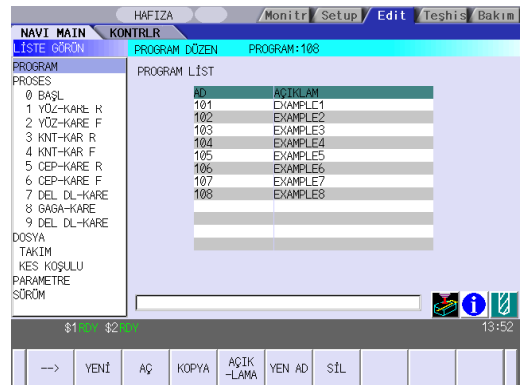 HAFIZA Monitr Setup Edit Teşhis Bakım
NAVI MAIN KONTRLR
LİSTE GÖRÜN PROGRAM DÜZEN PROGRAM:108
PROGRAM
PROSES
0 BAŞL
1 YÜZ-KARE R
2 YÜZ-KARE F
3 KNT-KAR R
4 KNT-KAR F
5 CEP-KARE R
6 CEP-KARE F
7 DEL DL-KARE
8 GAGA-KARE
9 DEL DL-KARE
DOSYA
TAKIM
KES KOŞULU
PARAMETRE
SÜRÜM
PROGRAM LİST
AD AÇIKLAM
101 EXAMPLE1
102 EXAMPLE2
103 EXAMPLE3
104 EXAMPLE4
105 EXAMPLE5
106 EXAMPLE6
107 EXAMPLE7
108 EXAMPLE8
$1 RDY $2 RDY 13:52
--> YENİ AÇ KOPYA AÇIK
-LAMA YEN AD SİL